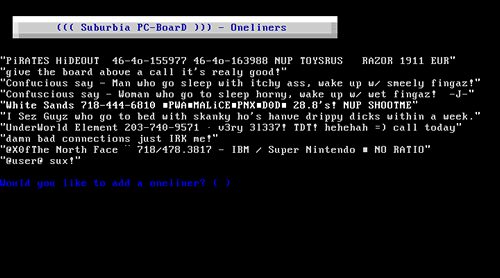 ((( Suburbia PC-BoarD ))) - Oneliners
"PiRATES HiDEOUT  46-4o-155977 46-4o-163988 NUP TOYSRUS   RAZOR 1911 EUR"
"give the board above a call it's realy good!"
"Confucious say - Man who go sleep with itchy ass, wake up w/ smeely fingaz!"
"Confuscious say - Woman who go to sleep horny, wake up w/ wet fingaz!  -J-"
"White Sands 718-444-6810 ■PWA■MALiCE■PNX■DOD■ 28.8's! NUP SHOOTME"
"I Sez Guyz who go to bed with skanky ho's hanve drippy dicks within a week."
"UnderWorld Element 203-740-9571 · v3ry 31337! TDT! hehehah =) call today"
"damn bad connections just IRK me!"
"@X0fThe North Face ¨¨ 718/478.3817 - IBM / Super Nintendo ■ NO RATIO"
"@user@ sux!"
Would you like to add a oneliner? ( )